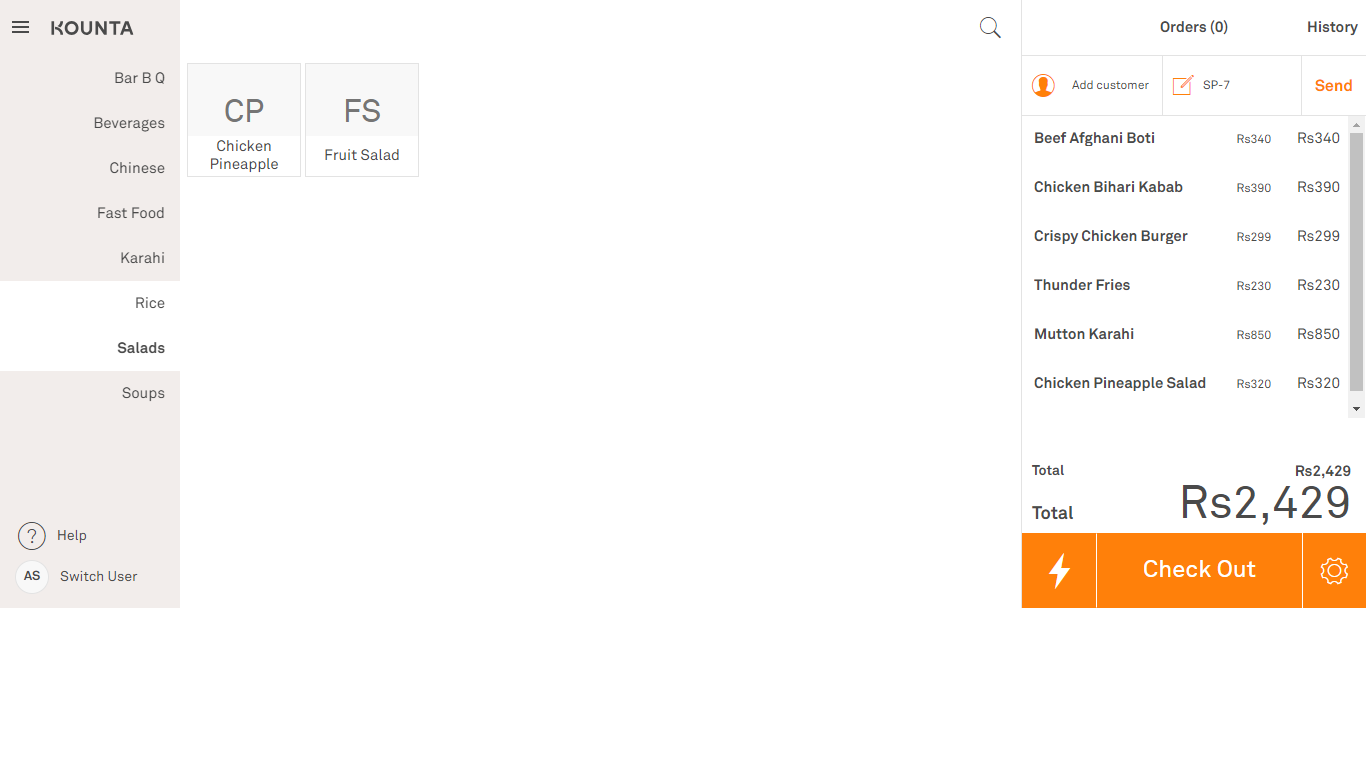 KOUNTA
Bar B Q
Beverages
Chinese
Fast Food
Karahi
Rice
Salads
Soups
? Help
AS Switch User
CP
Chicken
Pineapple
FS
Fruit Salad
Orders (0) History
Add customer SP-7 Send
Beef Afghani Boti Rs340 Rs340
Chicken Bihari Kabab Rs390 Rs390
Crispy Chicken Burger Rs299 Rs299
Thunder Fries Rs230 Rs230
Mutton Karahi Rs850 Rs850
Chicken Pineapple Salad Rs320 Rs320
Total Rs2,429
Total Rs2,429
Check Out